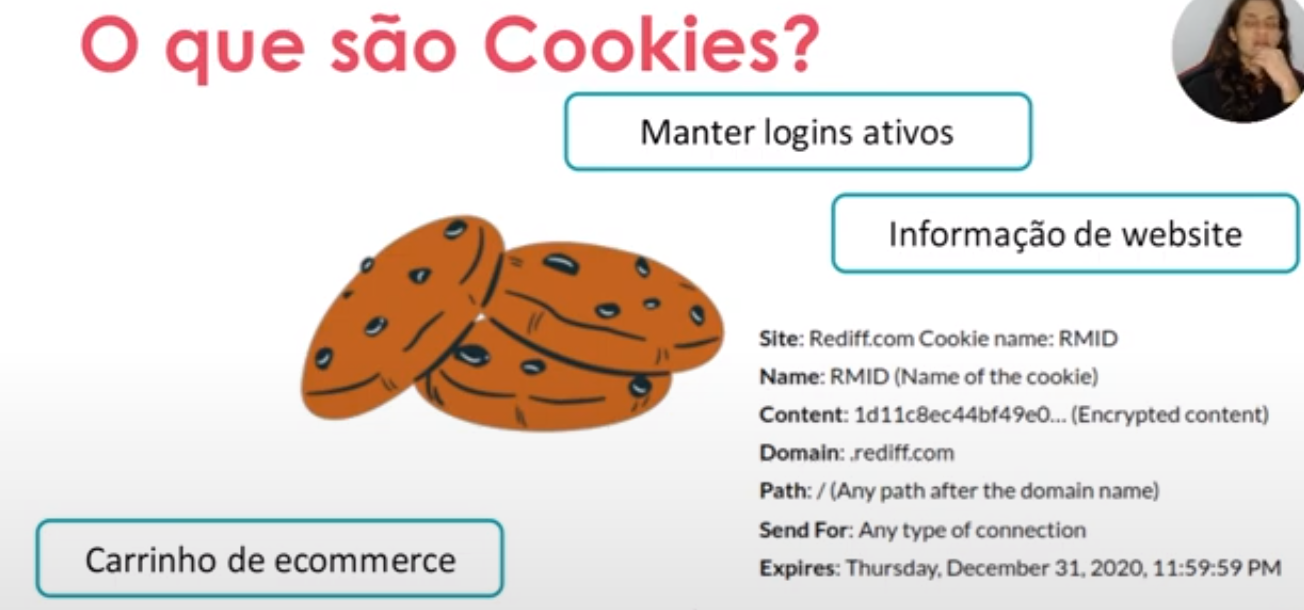 O que são Cookies?
Manter logins ativos
Informação de website
Site: Rediff.com Cookie name: RMID
Name: RMID (Name of the cookie)
Content: 1d11c8ec44bf49e0... (Encrypted content)
Domain: .rediff.com
Path: / (Any path after the domain name)
Send For: Any type of connection
Expires: Thursday, December 31, 2020, 11:59:59 PM
Carrinho de ecommerce